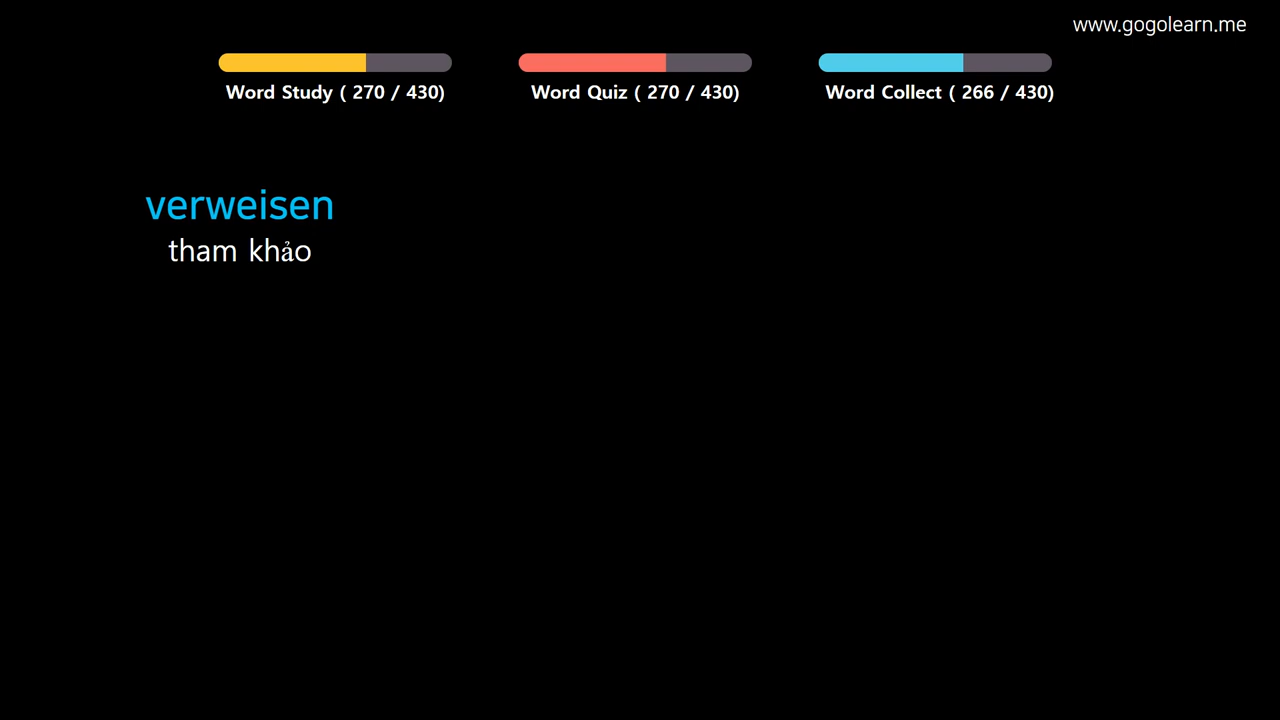 www.gogolearn.me
Word Study ( 270 / 430)
Word Quiz ( 270 / 430)
Word Collect ( 266 / 430)
verweisen
tham khảo